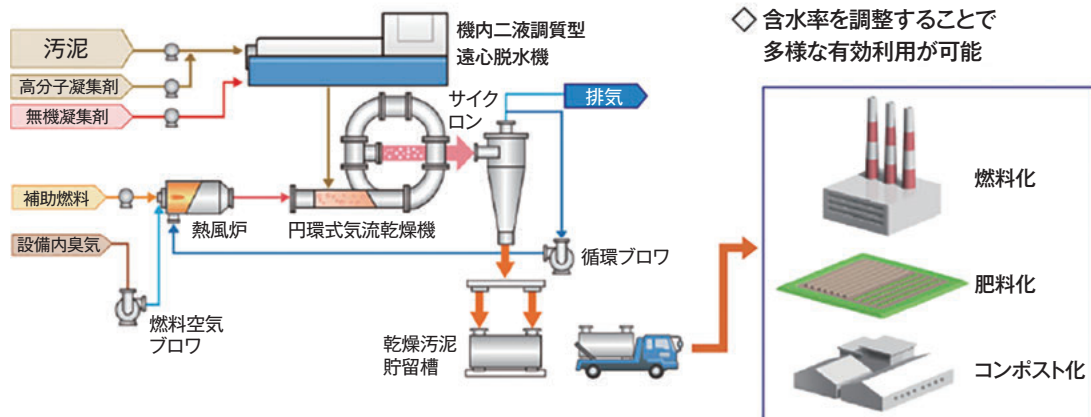 汚泥
高分子凝集剤
無機凝集剤
機内二液調質型
遠心脱水機
サイク
ロン
排気
補助燃料
熱風炉
円環式気流乾燥機
設備内臭気
循環ブロワ
燃料空気
ブロワ
乾燥汚泥
貯留槽
◇ 含水率を調整することで
多様な有効利用が可能
燃料化
肥料化
コンポスト化